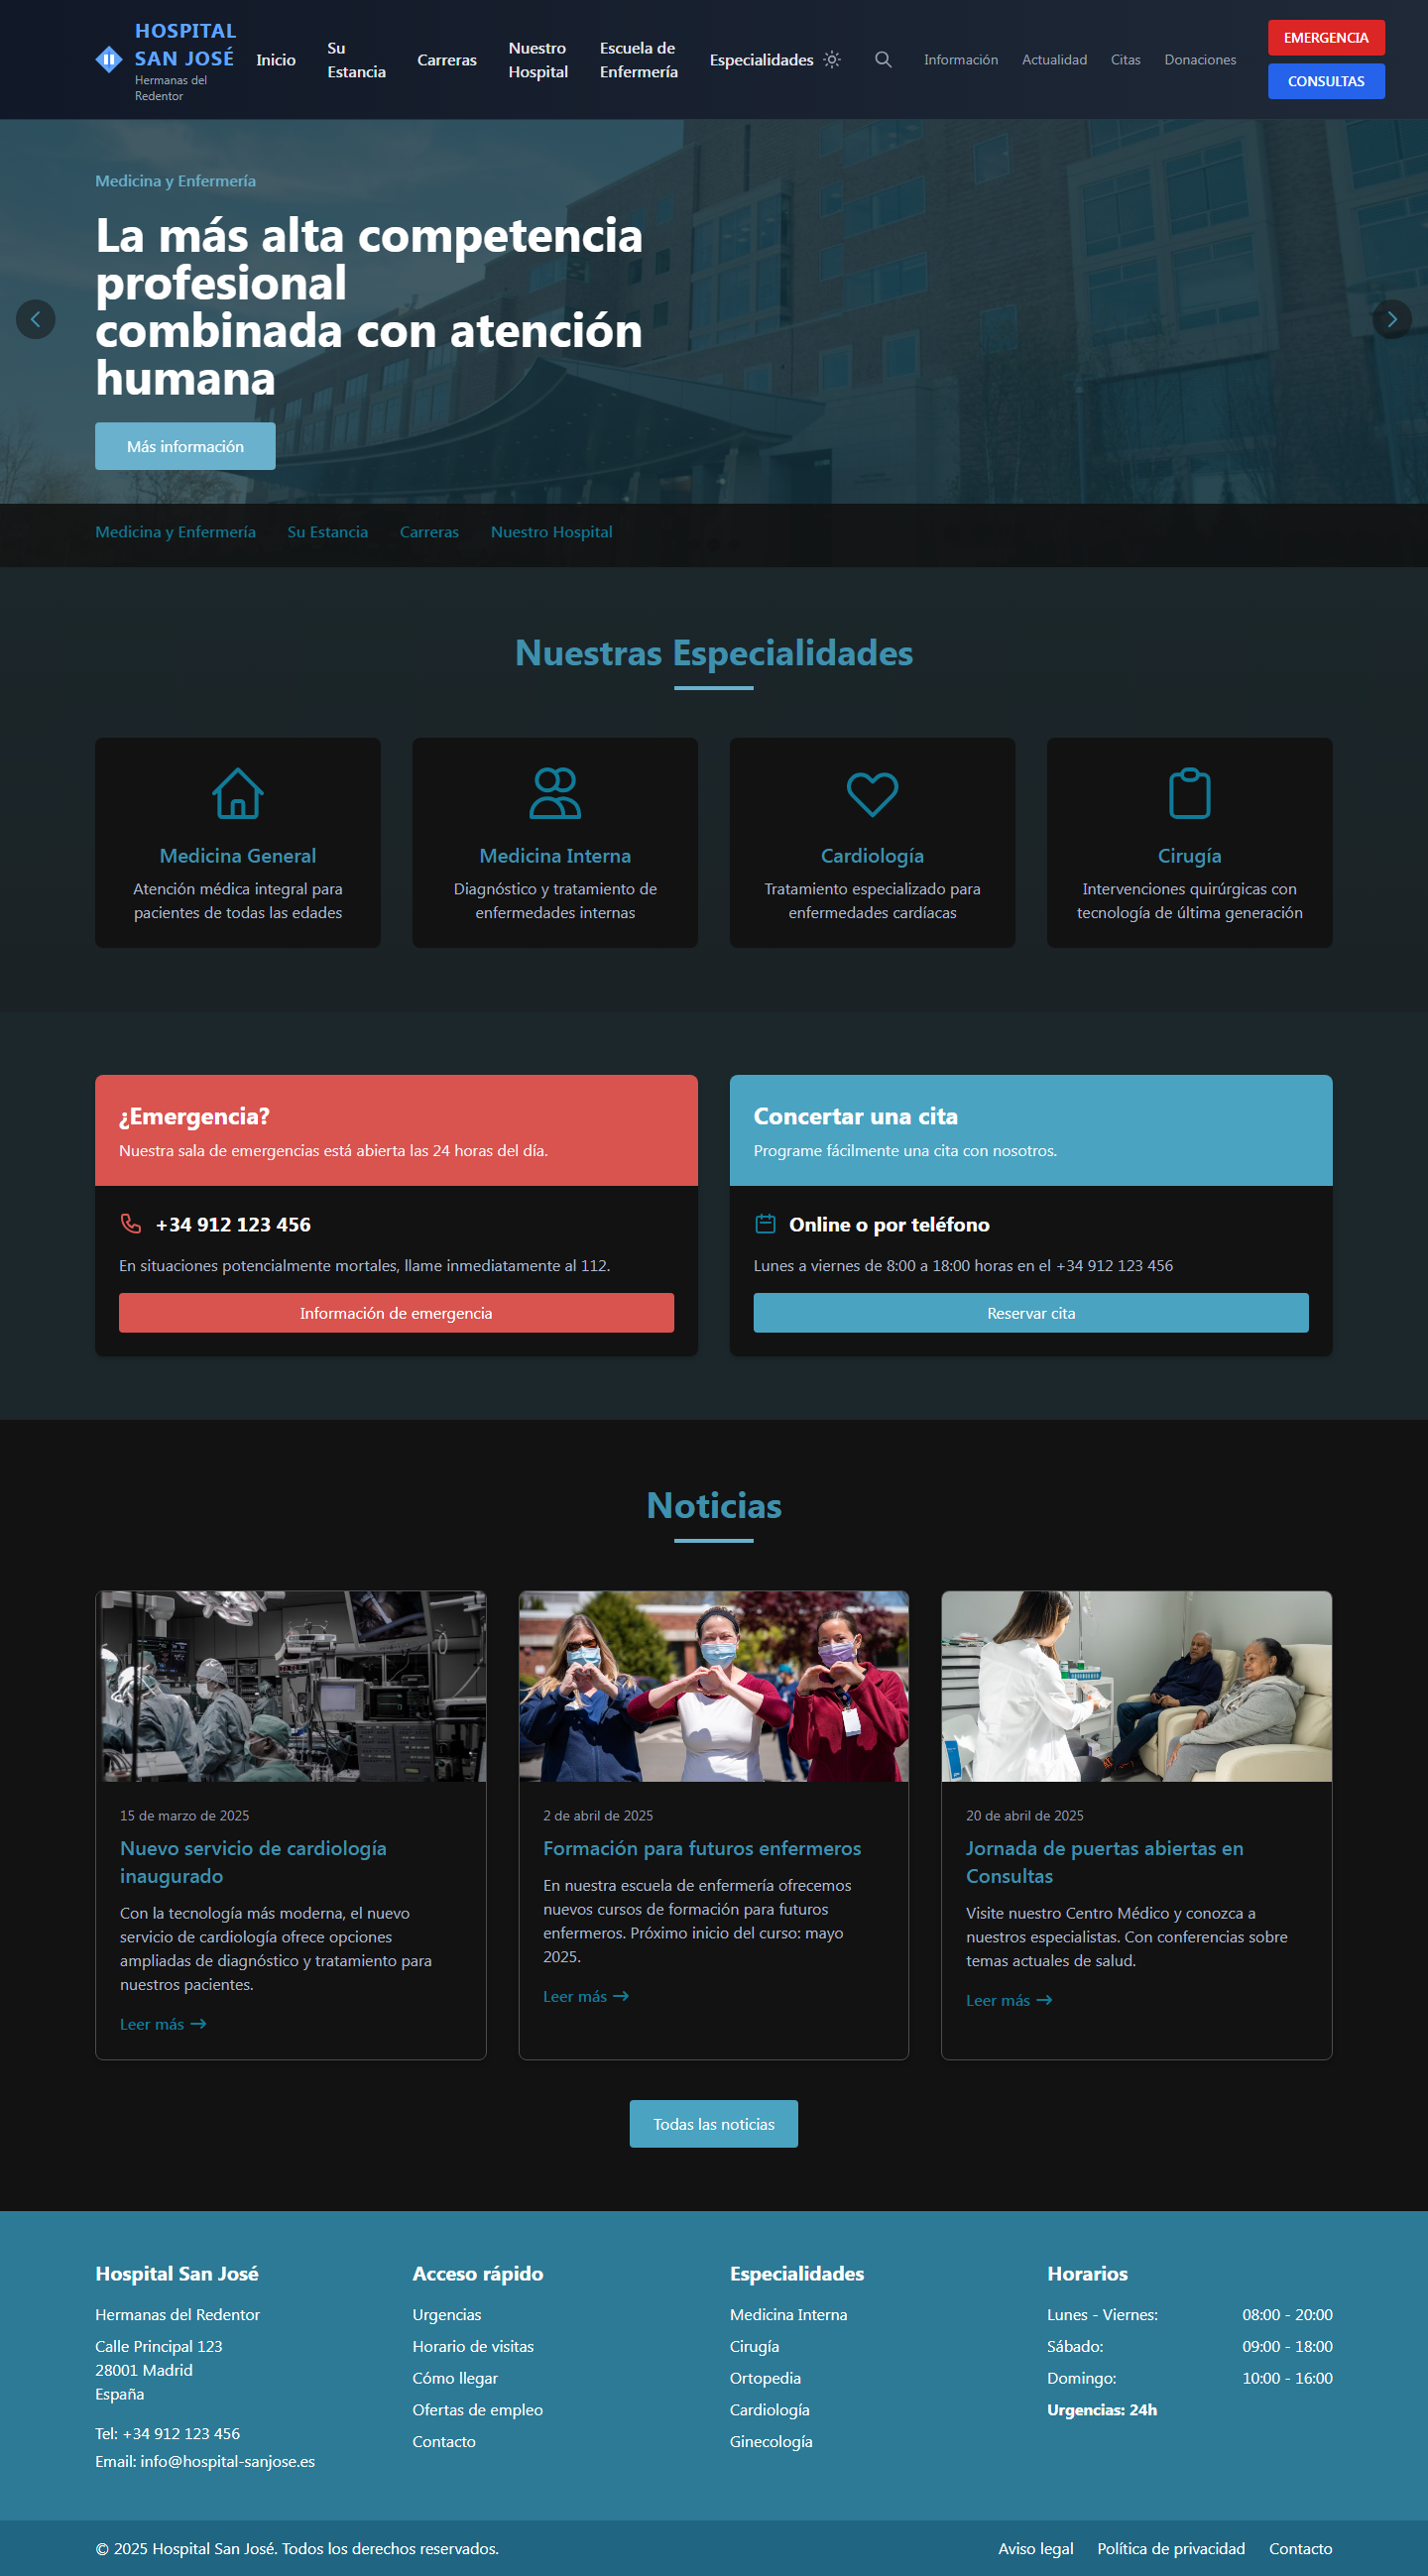 HOSPITAL
SAN JOSÉ
Hermanas del
Redentor
Inicio
Su
Estancia
Carreras
Nuestro
Hospital
Escuela de
Enfermería
Especialidades
Información
Actualidad
Citas
Donaciones
EMERGENCIA
CONSULTAS
Medicina y Enfermería
La más alta competencia
profesional
combinada con atención
humana
Más información
Medicina y Enfermería
Su Estancia
Carreras
Nuestro Hospital
Nuestras Especialidades
Medicina General
Atención médica integral para
pacientes de todas las edades
Medicina Interna
Diagnóstico y tratamiento de
enfermedades internas
Cardiología
Tratamiento especializado para
enfermedades cardíacas
Cirugía
Intervenciones quirúrgicas con
tecnología de última generación
¿Emergencia?
Nuestra sala de emergencias está abierta las 24 horas del día.
+34 912 123 456
En situaciones potencialmente mortales, llame inmediatamente al 112.
Información de emergencia
Concertar una cita
Programe fácilmente una cita con nosotros.
Online o por teléfono
Lunes a viernes de 8:00 a 18:00 horas en el +34 912 123 456
Reservar cita
Noticias
15 de marzo de 2025
Nuevo servicio de cardiología
inaugurado
Con la tecnología más moderna, el nuevo
servicio de cardiología ofrece opciones
ampliadas de diagnóstico y tratamiento para
nuestros pacientes.
Leer más →
2 de abril de 2025
Formación para futuros enfermeros
En nuestra escuela de enfermería ofrecemos
nuevos cursos de formación para futuros
enfermeros. Próximo inicio del curso: mayo
2025.
Leer más →
20 de abril de 2025
Jornada de puertas abiertas en
Consultas
Visite nuestro Centro Médico y conozca a
nuestros especialistas. Con conferencias sobre
temas actuales de salud.
Leer más →
Todas las noticias
Hospital San José
Hermanas del Redentor
Calle Principal 123
28001 Madrid
España
Tel: +34 912 123 456
Email: info@hospital-sanjose.es
Acceso rápido
Urgencias
Horario de visitas
Cómo llegar
Ofertas de empleo
Contacto
Especialidades
Medicina Interna
Cirugía
Ortopedia
Cardiología
Ginecología
Horarios
Lunes - Viernes: 08:00 - 20:00
Sábado: 09:00 - 18:00
Domingo: 10:00 - 16:00
Urgencias: 24h
© 2025 Hospital San José. Todos los derechos reservados.
Aviso legal
Política de privacidad
Contacto